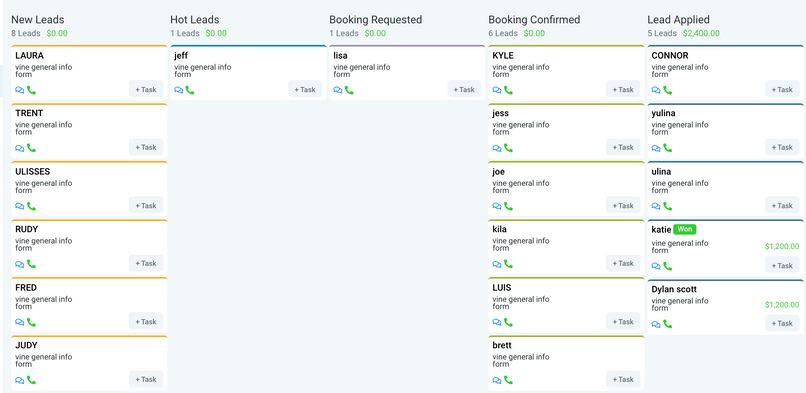 New Leads
8 Leads $0.00
LAURA
vine general info
form
+ Task
TRENT
vine general info
form
+ Task
ULISSES
vine general info
form
+ Task
RUDY
vine general info
form
+ Task
FRED
vine general info
form
+ Task
JUDY
vine general info
form
+ Task
Hot Leads
1 Leads $0.00
jeff
vine general info
form
+ Task
Booking Requested
1 Leads $0.00
lisa
vine general info
form
+ Task
Booking Confirmed
6 Leads $0.00
KYLE
vine general info
form
+ Task
jess
vine general info
form
+ Task
joe
vine general info
form
+ Task
kila
vine general info
form
+ Task
LUIS
vine general info
form
+ Task
brett
vine general info
form
+ Task
Lead Applied
5 Leads $2,400.00
CONNOR
vine general info
form
+ Task
yulina
vine general info
form
+ Task
ulina
vine general info
form
+ Task
katie Won
vine general info
form
$1,200.00
+ Task
Dylan scott
vine general info
form
$1,200.00
+ Task